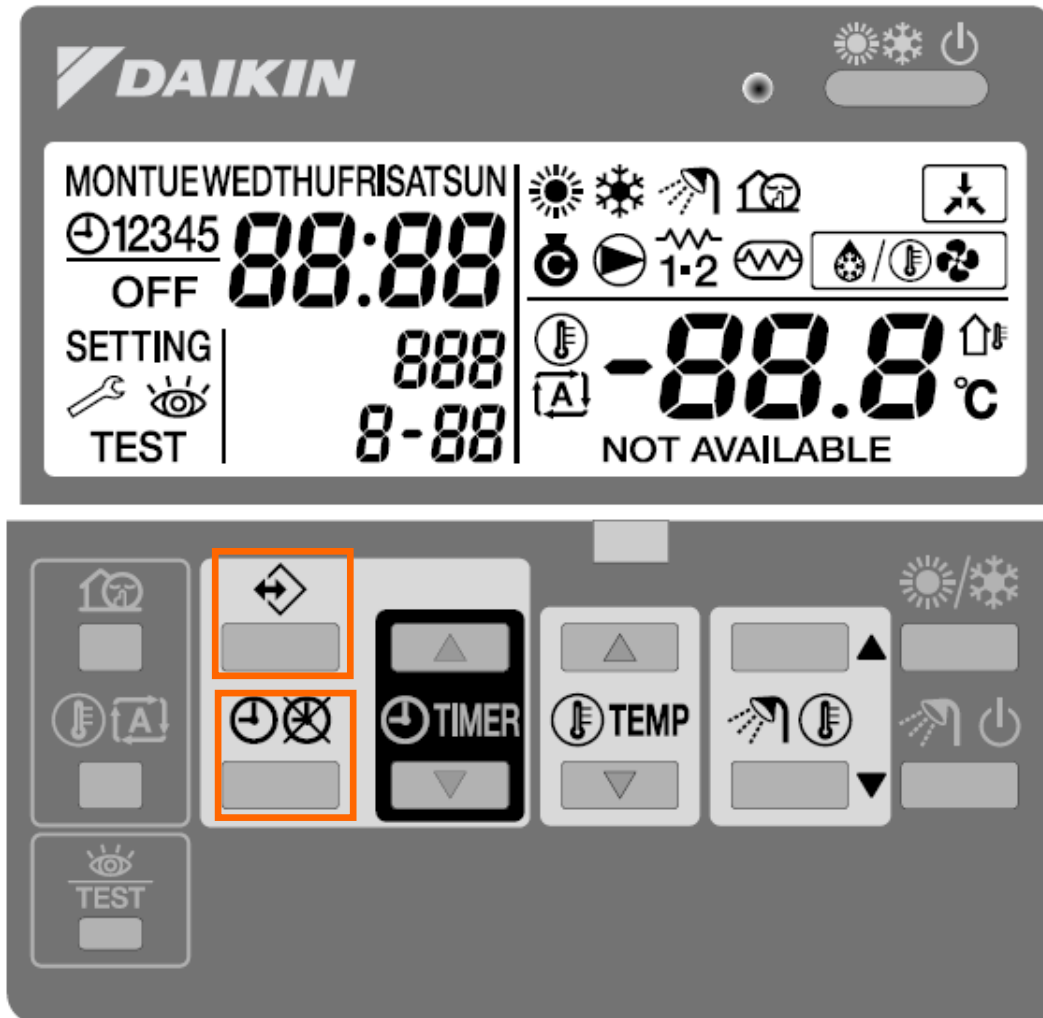 DAIKIN
MONTUEWEDTHUFRISATSUN
12345
88:88
OFF
SETTING
888
TEST
8-88
1▪2
-88.8
°C
A
NOT AVAILABLE
TIMER
TEMP
A
TEST